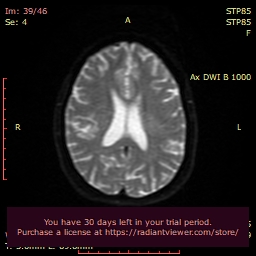 Im: 39/46
Se: 4
A
STP85
STP85
F
Ax DWI B 1000
R
L
You have 30 days left in your trial period.
Purchase a license at https://radiantviewer.com/store/